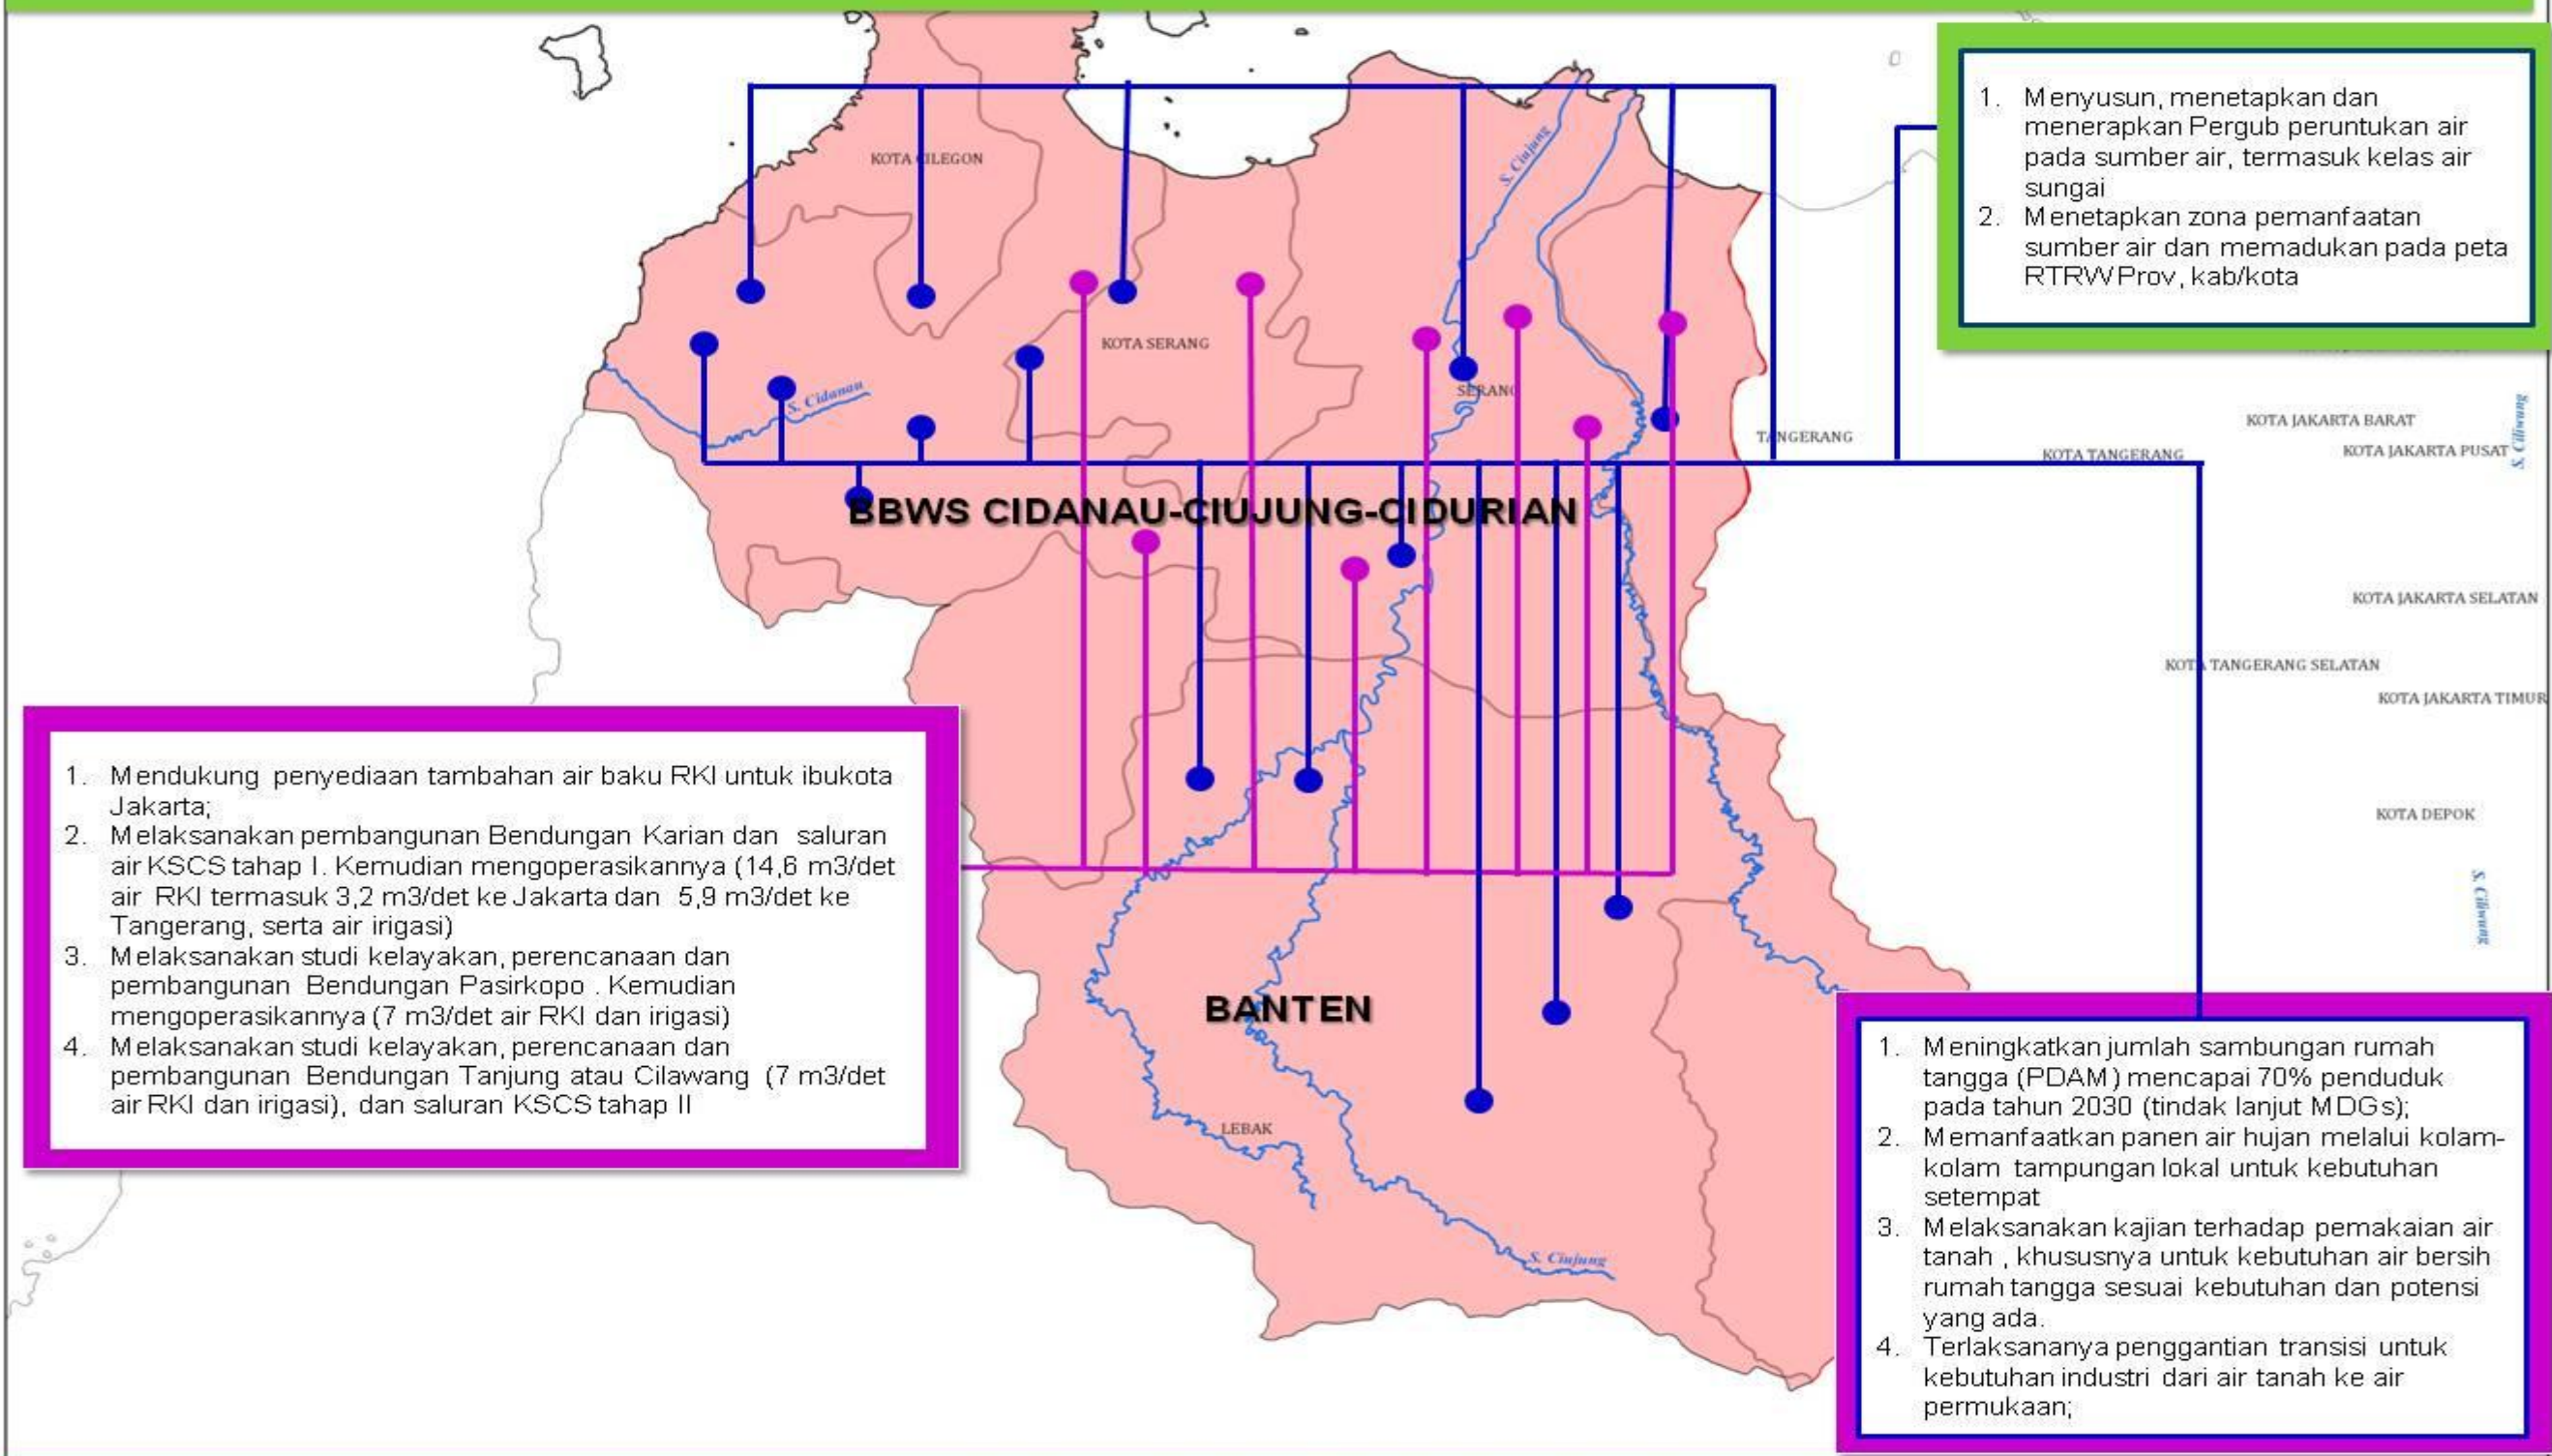 S. Ciujung
KOTA CILEGON
1. Menyusun, menetapkan dan
menerapkan Pergub peruntukan air
pada sumber air, termasuk kelas air
sungai
2. Menetapkan zona pemanfaatan
sumber air dan memadukan pada peta
RTRW Prov, kab/kota
KOTA SERANG
S. Cidanau
SERANG
TANGERANG
KOTA TANGERANG
KOTA JAKARTA BARAT
KOTA JAKARTA PUSAT
S. Ciliwung
BBWS CIDANAU-CIUJUNG-CIDURIAN
KOTA JAKARTA SELATAN
KOTA TANGERANG SELATAN
KOTA JAKARTA TIMUR
KOTA DEPOK
S. Ciliwung
1. Mendukung penyediaan tambahan air baku RKI untuk ibukota
Jakarta;
2. Melaksanakan pembangunan Bendungan Karian dan saluran
air KSCS tahap I. Kemudian mengoperasikannya (14,6 m3/det
air RKI termasuk 3,2 m3/det ke Jakarta dan 5,9 m3/det ke
Tangerang, serta air irigasi)
3. Melaksanakan studi kelayakan, perencanaan dan
pembangunan Bendungan Pasirkopo . Kemudian
mengoperasikannya (7 m3/det air RKI dan irigasi)
4. Melaksanakan studi kelayakan, perencanaan dan
pembangunan Bendungan Tanjung atau Cilawang (7 m3/det
air RKI dan irigasi), dan saluran KSCS tahap II
BANTEN
LEBAK
S. Ciujung
1. Meningkatkan jumlah sambungan rumah
tangga (PDAM) mencapai 70% penduduk
pada tahun 2030 (tindak lanjut MDGs);
2. Memanfaatkan panen air hujan melalui kolam-
kolam tampungan lokal untuk kebutuhan
setempat
3. Melaksanakan kajian terhadap pemakaian air
tanah , khususnya untuk kebutuhan air bersih
rumah tangga sesuai kebutuhan dan potensi
yang ada.
4. Terlaksananya penggantian transisi untuk
kebutuhan industri dari air tanah ke air
permukaan;